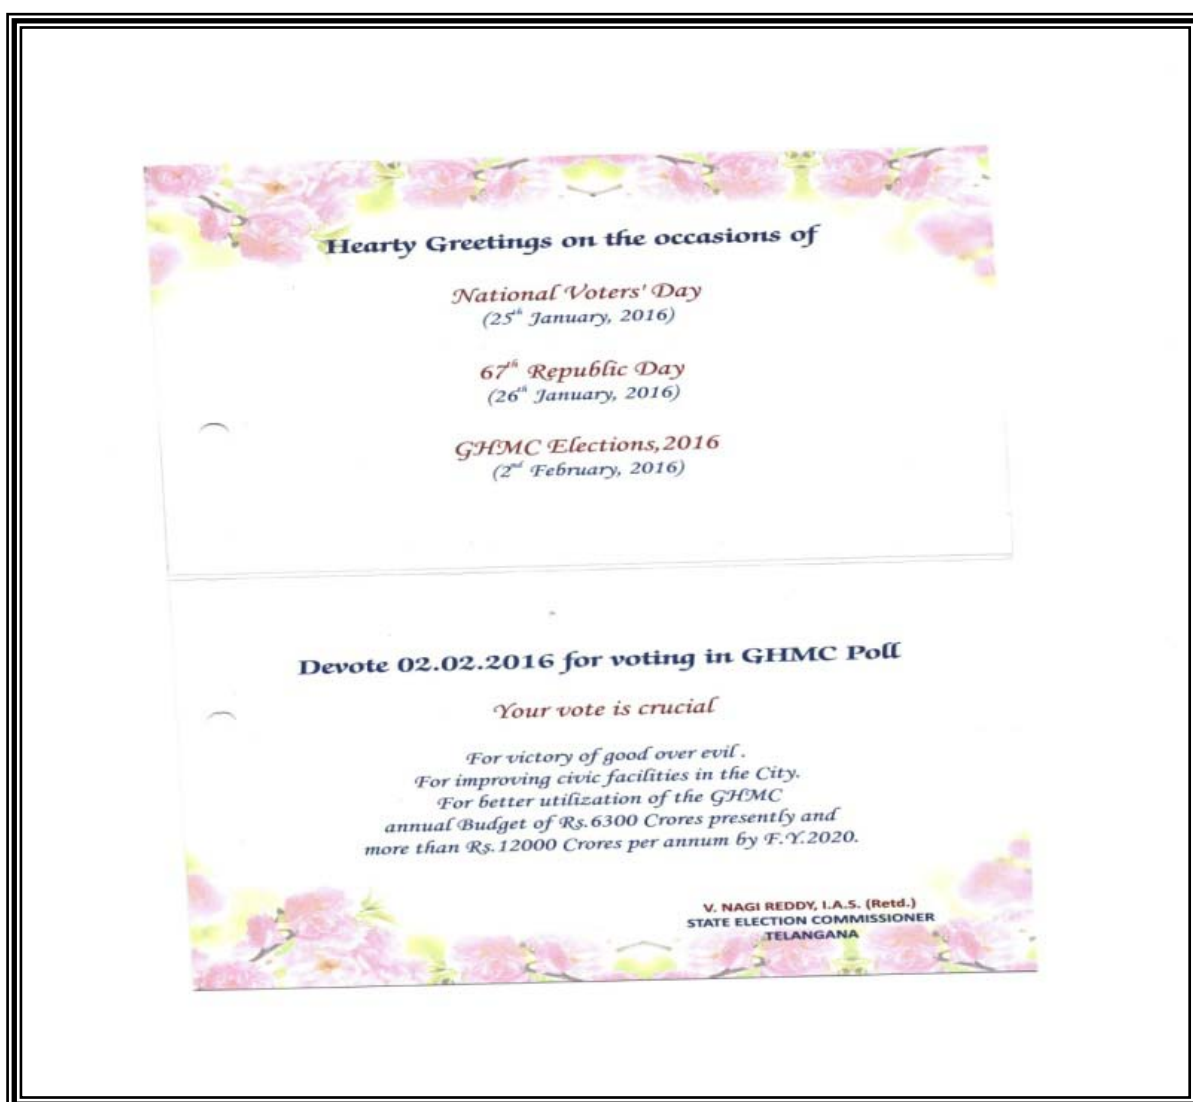 Hearty Greetings on the occasions of
National Voters' Day
(25th January, 2016)
67th Republic Day
(26th January, 2016)
GHMC Elections,2016
(2nd February, 2016)
Devote 02.02.2016 for voting in GHMC Poll
Your vote is crucial
For victory of good over evil .
For improving civic facilities in the City.
For better utilization of the GHMC
annual Budget of Rs.6300 Crores presently and
more than Rs.12000 Crores per annum by F.Y.2020.
V. NAGI REDDY, I.A.S. (Retd.)
STATE ELECTION COMMISSIONER
TELANGANA